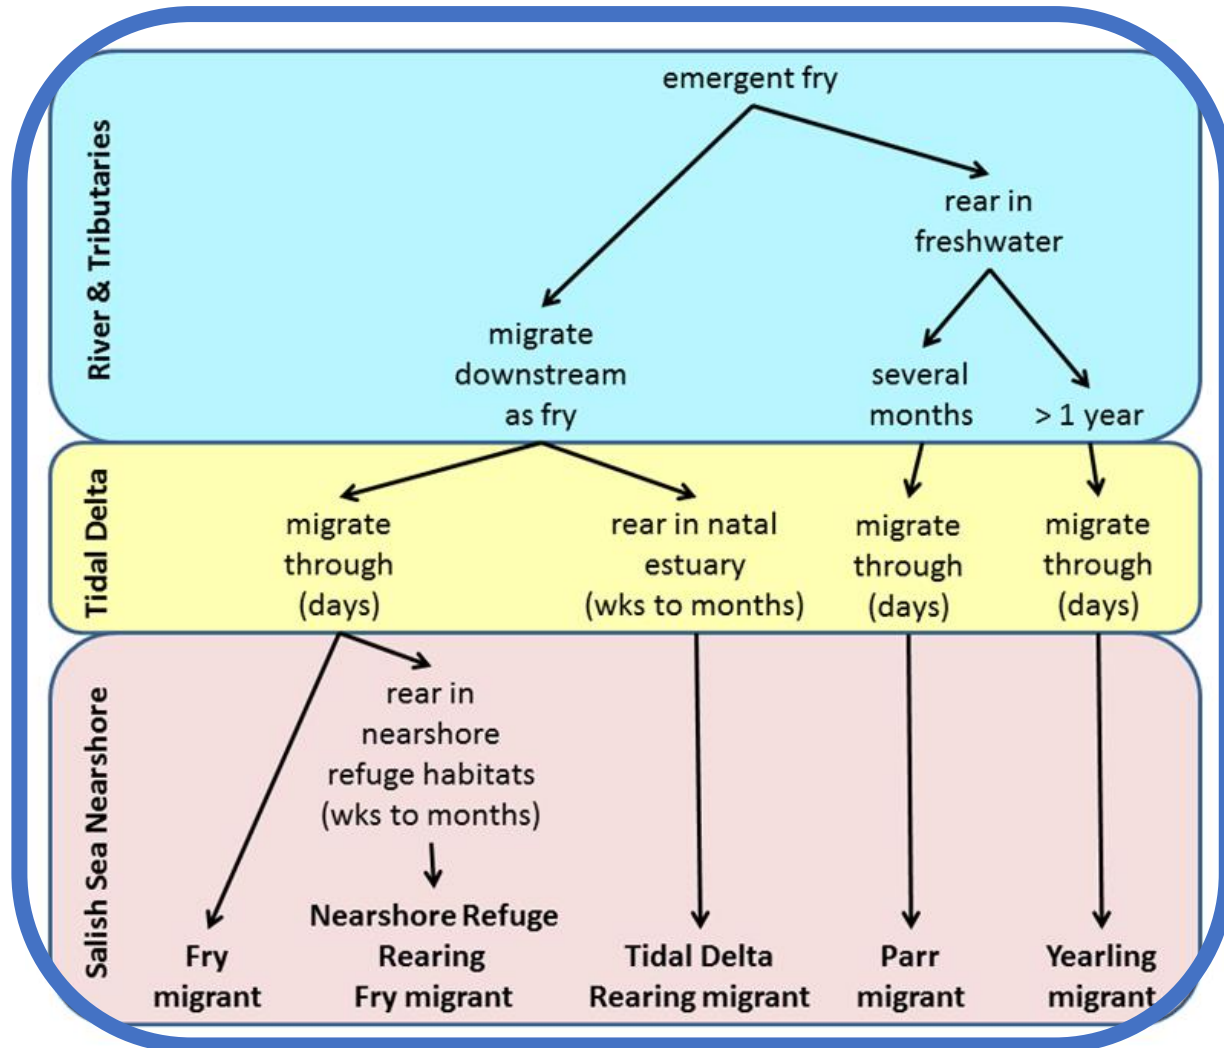 River & Tributaries
emergent fry
rear in
freshwater
migrate
downstream
as fry
several
months
> 1 year
Tidal Delta
migrate
through
(days)
rear in natal
estuary
(wks to months)
migrate
through
(days)
migrate
through
(days)
Salish Sea Nearshore
rear in
nearshore
refuge habitats
(wks to months)
Fry
migrant
Nearshore Refuge
Rearing
Fry migrant
Tidal Delta
Rearing migrant
Parr
migrant
Yearling
migrant